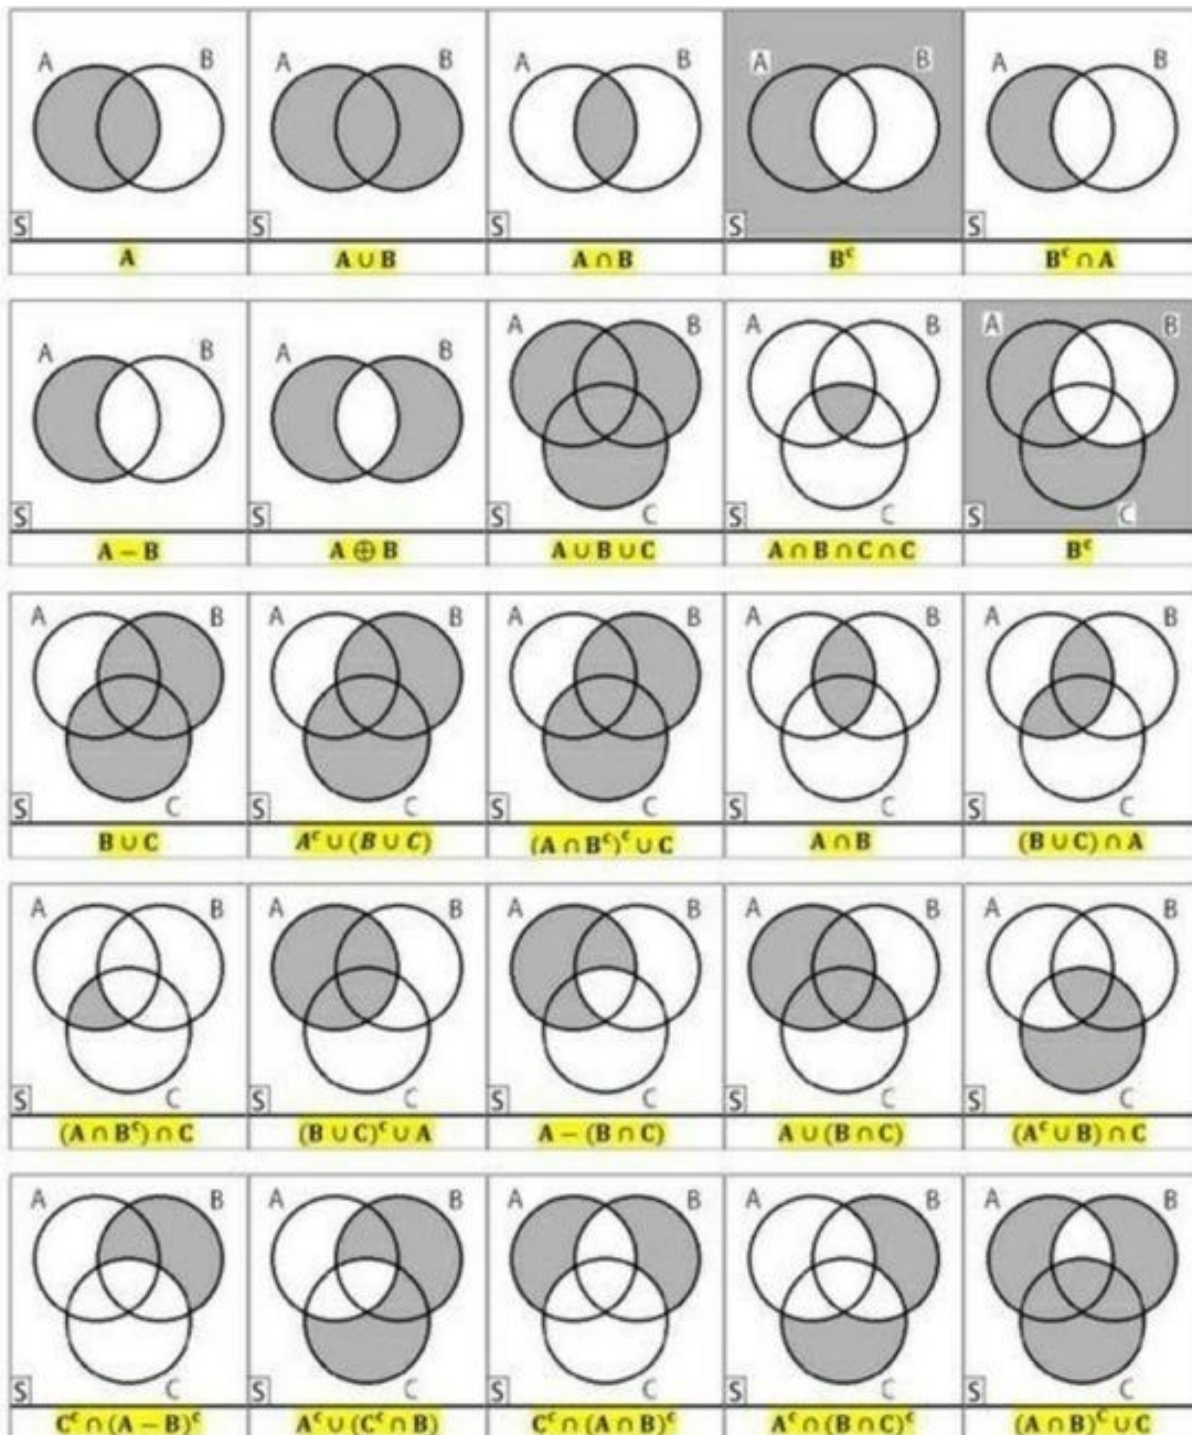 A B A B A B A B A B
S S S S S
A A ∪ B A ∩ B Bᶜ Bᶜ ∩ A
A B A B A B A B A B
C C C
S S S S S
A − B A ⊕ B A ∪ B ∪ C A ∩ B ∩ C ∩ C Bᶜ
A B A B A B A B A B
S C S C S C S C S C
B ∪ C Aᶜ ∪ (B ∪ C) (A ∩ Bᶜ)ᶜ ∪ C A ∩ B (B ∪ C) ∩ A
A B A B A B A B A B
S C S C S C S C S C
(A ∩ Bᶜ) ∩ C (B ∪ C)ᶜ ∪ A A − (B ∩ C) A ∪ (B ∩ C) (Aᶜ ∪ B) ∩ C
A B A B A B A B A B
S C S C S C S C S C
Cᶜ ∩ (A − B)ᶜ Aᶜ ∪ (Cᶜ ∩ B) Cᶜ ∩ (A ∩ B)ᶜ Aᶜ ∩ (B ∩ C)ᶜ (A ∩ B)ᶜ ∪ C